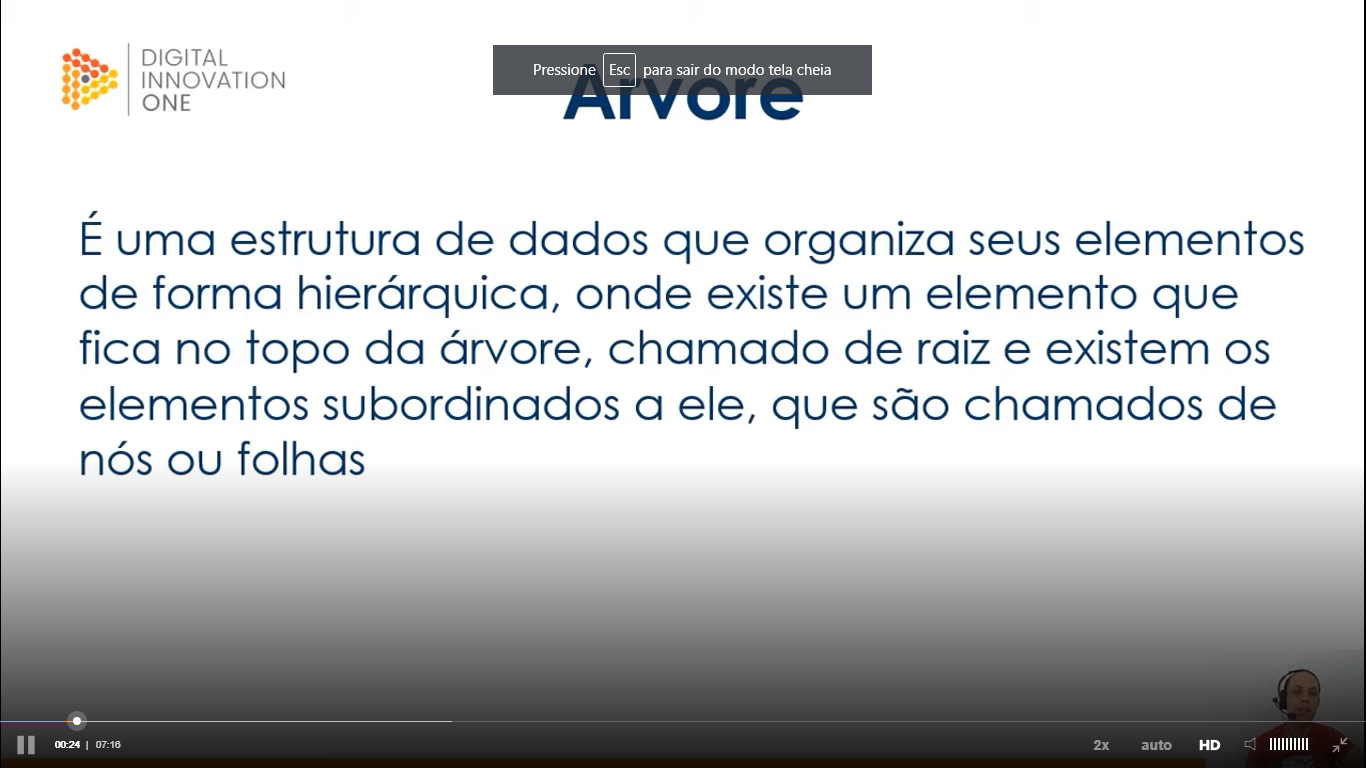 DIGITAL
INNOVATION
ONE
Pressione Esc para sair do modo tela cheia
Árvore
É uma estrutura de dados que organiza seus elementos
de forma hierárquica, onde existe um elemento que
fica no topo da árvore, chamado de raiz e existem os
elementos subordinados a ele, que são chamados de
nós ou folhas
00:24 | 07:16
2x auto HD